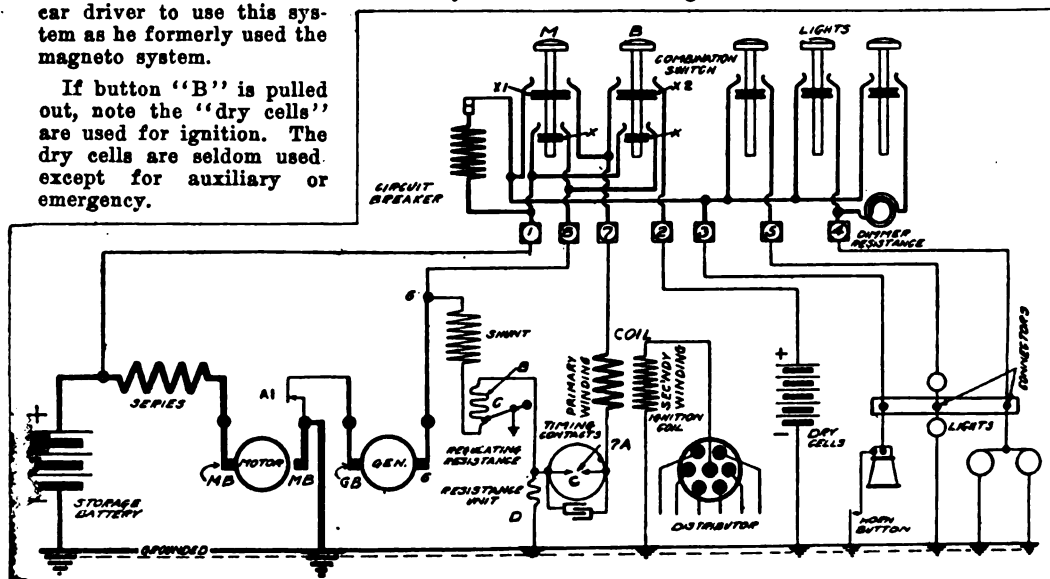 car driver to use this sys-
tem as he formerly used the
magneto system.
If button "B" is pulled
out, note the "dry cells"
are used for ignition. The
dry cells are seldom used
except for auxiliary or
emergency.
M
B
LIGHTS
COMBINATION
SWITCH
X1
X2
X
X
CIRCUIT
BREAKER
1
6
7
2
3
5
4
DIMMER
RESISTANCE
6
SHUNT
COIL
PRIMARY
WINDING
SEC'NDY
WINDING
IGNITION
COIL
B
C
+
CONNECTORS
SERIES
A1
REGULATING
RESISTANCE
TIMING
CONTACTS
7A
C
DRY
CELLS
-
LIGHTS
+
MB
MOTOR
MB
GB
GEN.
G
RESISTANCE
UNIT
D
STORAGE
BATTERY
DISTRIBUTOR
HORN
BUTTON
GROUNDED